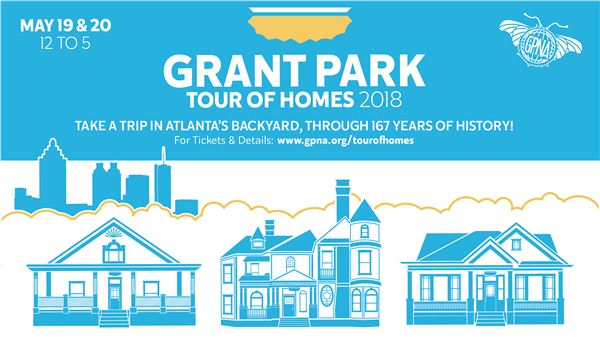 MAY 19 & 20
12 TO 5
GPNA
GRANT PARK
TOUR OF HOMES 2018
TAKE A TRIP IN ATLANTA'S BACKYARD, THROUGH 167 YEARS OF HISTORY!
For Tickets & Details: www.gpna.org/tourofhomes